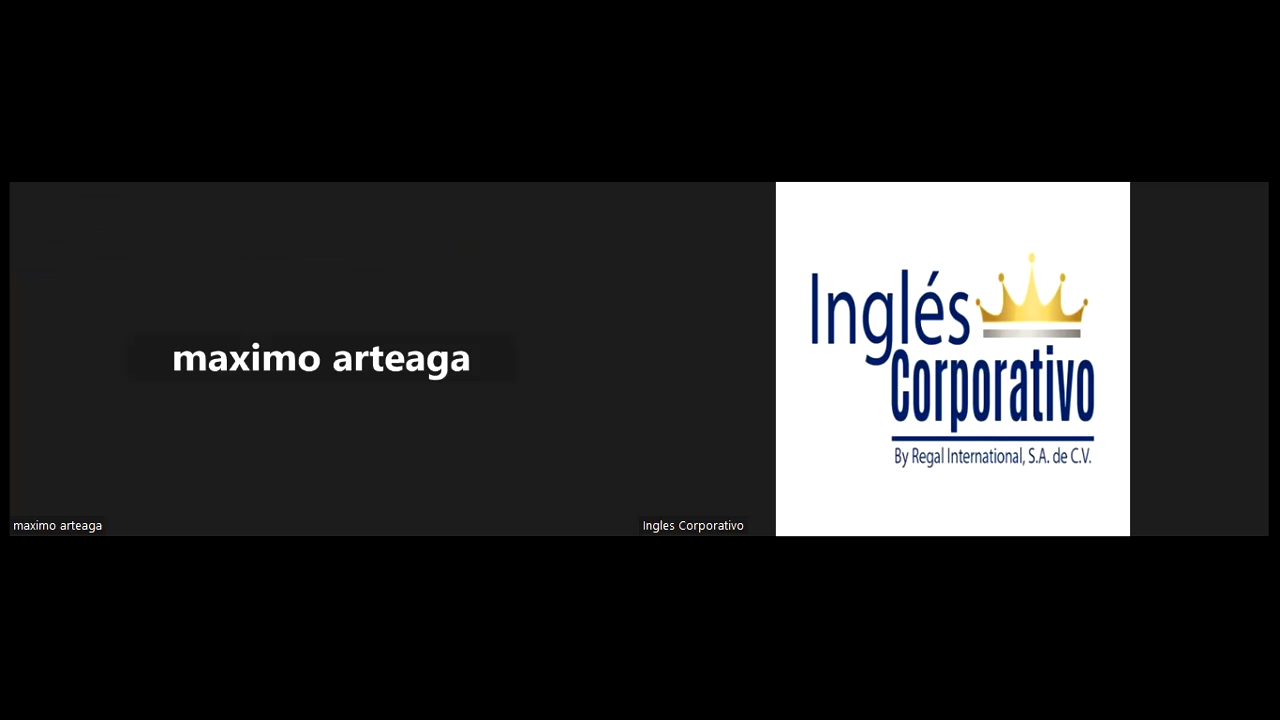 maximo arteaga
maximo arteaga
Inglés
Corporativo
By Regal International, S.A. de C.V.
Ingles Corporativo